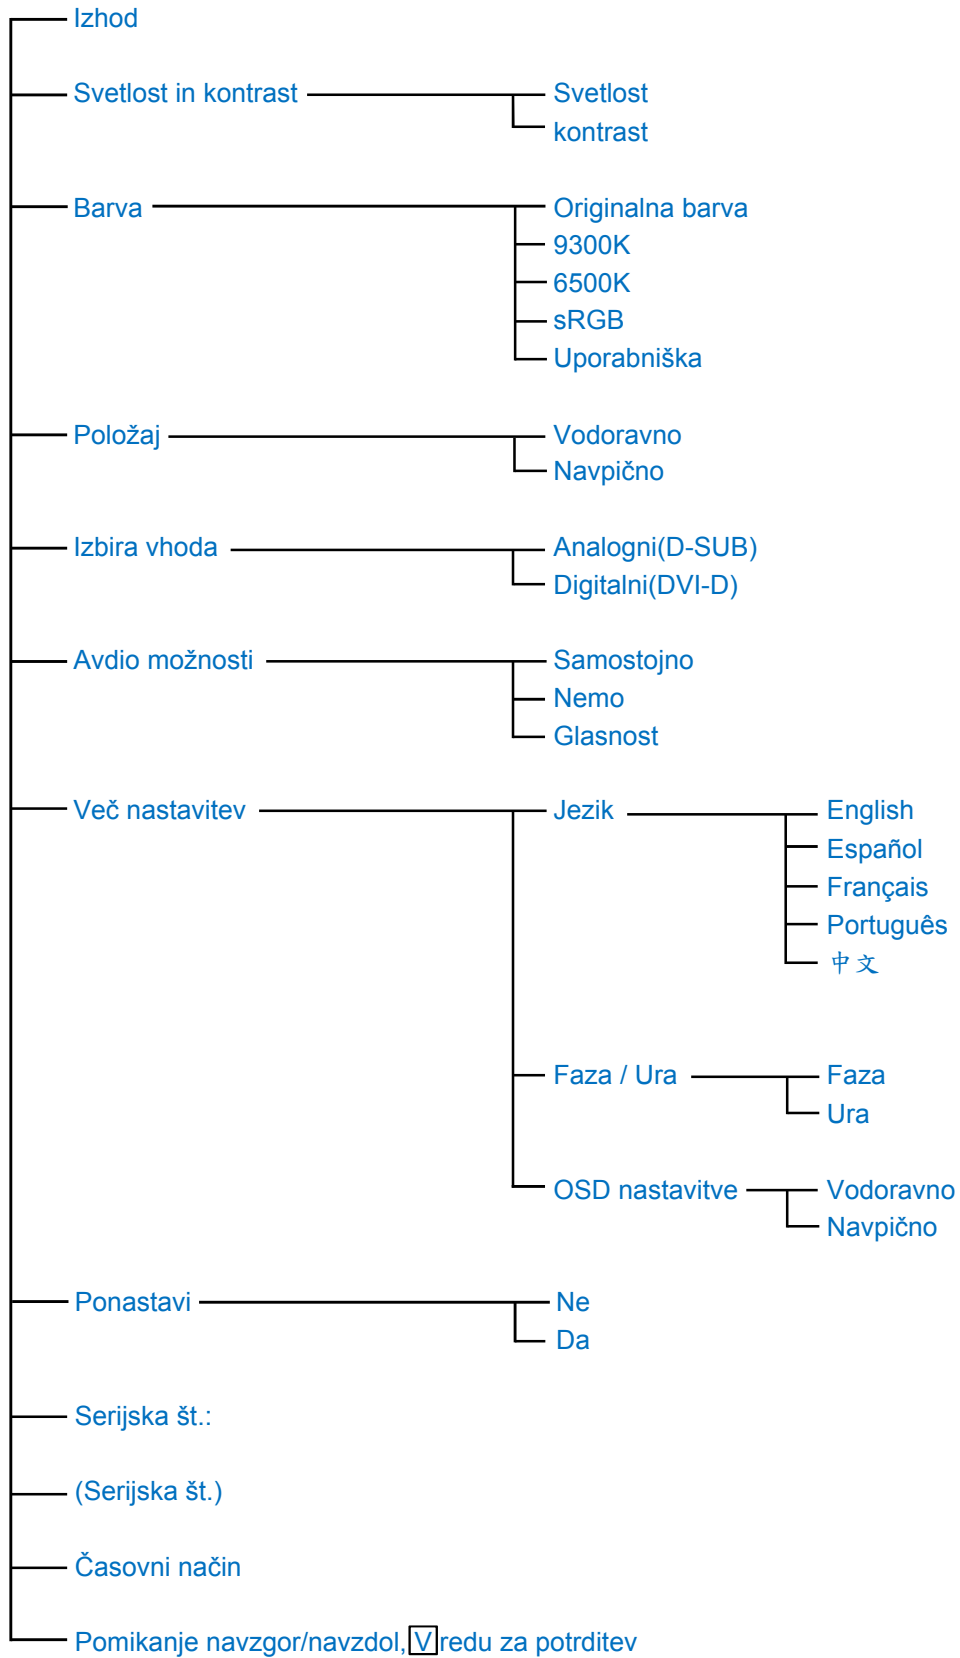 Izhod
Svetlost in kontrast
Svetlost
kontrast
Barva
Originalna barva
9300K
6500K
sRGB
Uporabniška
Položaj
Vodoravno
Navpično
Izbira vhoda
Analogni(D-SUB)
Digitalni(DVI-D)
Avdio možnosti
Samostojno
Nemo
Glasnost
Več nastavitev
Jezik
English
Español
Français
Português
中文
Faza / Ura
Faza
Ura
OSD nastavitve
Vodoravno
Navpično
Ponastavi
Ne
Da
Serijska št.:
(Serijska št.)
Časovni način
Pomikanje navzgor/navzdol, V redu za potrditev